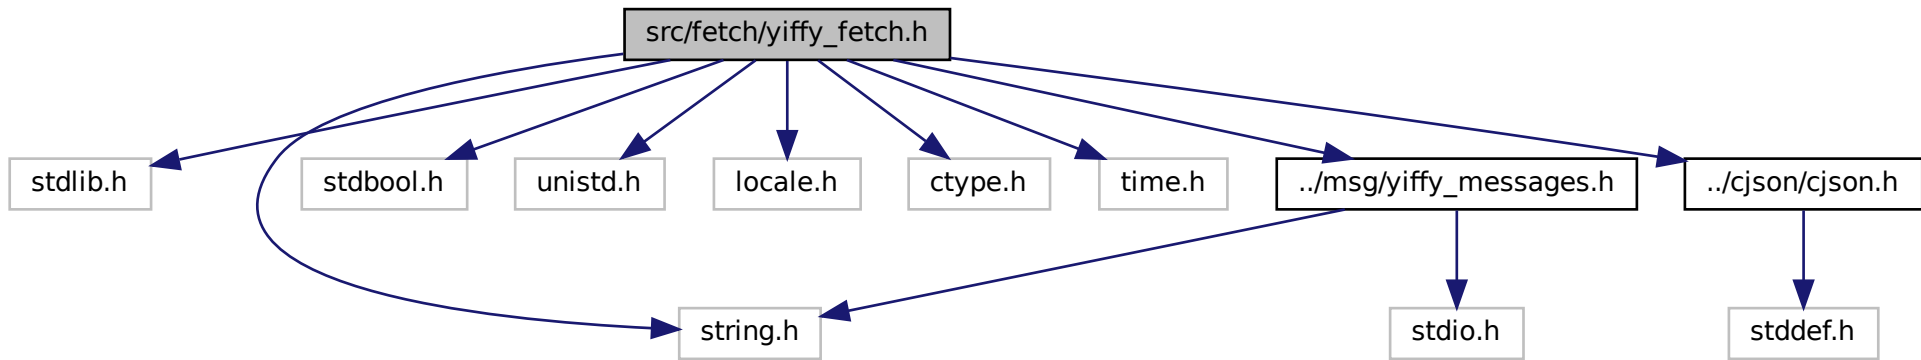 src/fetch/yiffy_fetch.h
stdlib.h
stdbool.h
unistd.h
locale.h
ctype.h
time.h
../msg/yiffy_messages.h
../cjson/cjson.h
string.h
stdio.h
stddef.h